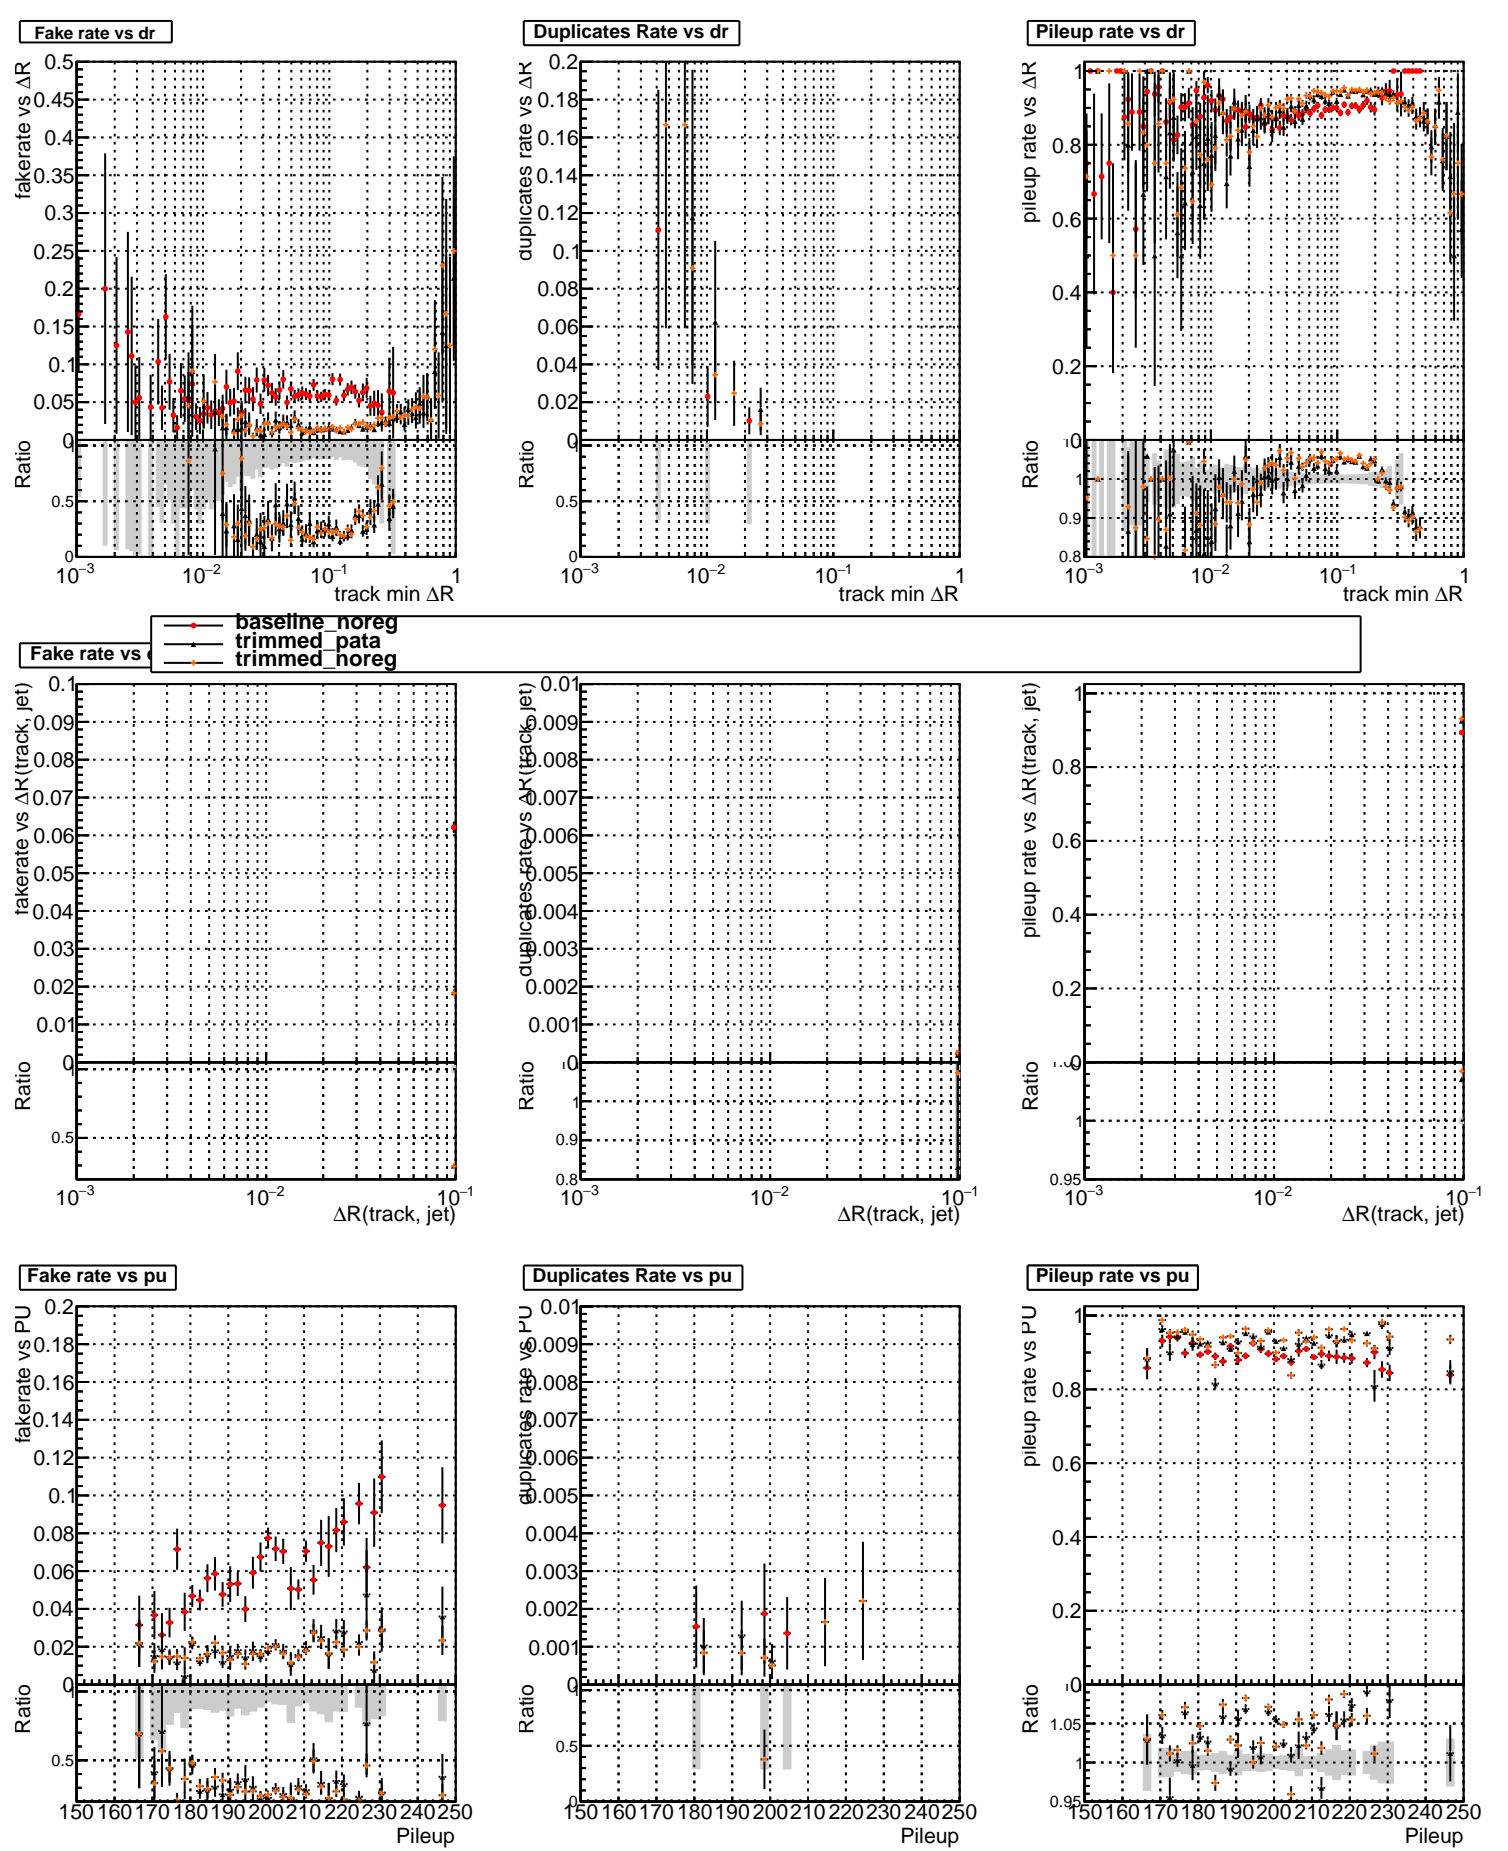 Fake rate vs dr
fakerate vs ΔR
0.5
0.45
0.4
0.35
0.3
0.25
0.2
0.15
0.1
0.05
0
Ratio
0.5
0
10⁻³ 10⁻² 10⁻¹ 1
track min ΔR
Duplicates Rate vs dr
duplicates rate vs ΔR
0.2
0.18
0.16
0.14
0.12
0.1
0.08
0.06
0.04
0.02
0
Ratio
0.5
0
10⁻³ 10⁻² 10⁻¹ 1
track min ΔR
Pileup rate vs dr
pileup rate vs ΔR
1
0.8
0.6
0.4
0.2
0
Ratio
1
0.9
0.8
10⁻³ 10⁻² 10⁻¹ 1
track min ΔR
baseline_noreg
trimmed_pata
trimmed_noreg
Fake rate vs
fakerate vs ΔR(track, jet)
0.1
0.09
0.08
0.07
0.06
0.05
0.04
0.03
0.02
0.01
0
Ratio
0.5
10⁻³ 10⁻² 10⁻¹
ΔR(track, jet)
duplicates rate vs ΔR(track, jet)
0.01
0.009
0.008
0.007
0.006
0.005
0.004
0.003
0.002
0.001
0
Ratio
1
0.9
0.8
10⁻³ 10⁻² 10⁻¹
ΔR(track, jet)
pileup rate vs ΔR(track, jet)
1
0.8
0.6
0.4
0.2
0
Ratio
1
0.95
10⁻³ 10⁻² 10⁻¹
ΔR(track, jet)
Fake rate vs pu
fakerate vs PU
0.2
0.18
0.16
0.14
0.12
0.1
0.08
0.06
0.04
0.02
0
Ratio
1
0.5
150 160 170 180 190 200 210 220 230 240 250
Pileup
Duplicates Rate vs pu
duplicates rate vs PU
0.01
0.009
0.008
0.007
0.006
0.005
0.004
0.003
0.002
0.001
0
Ratio
1
0.5
0
150 160 170 180 190 200 210 220 230 240 250
Pileup
Pileup rate vs pu
pileup rate vs PU
1
0.8
0.6
0.4
0.2
0
Ratio
1.05
1
0.95
150 160 170 180 190 200 210 220 230 240 250
Pileup